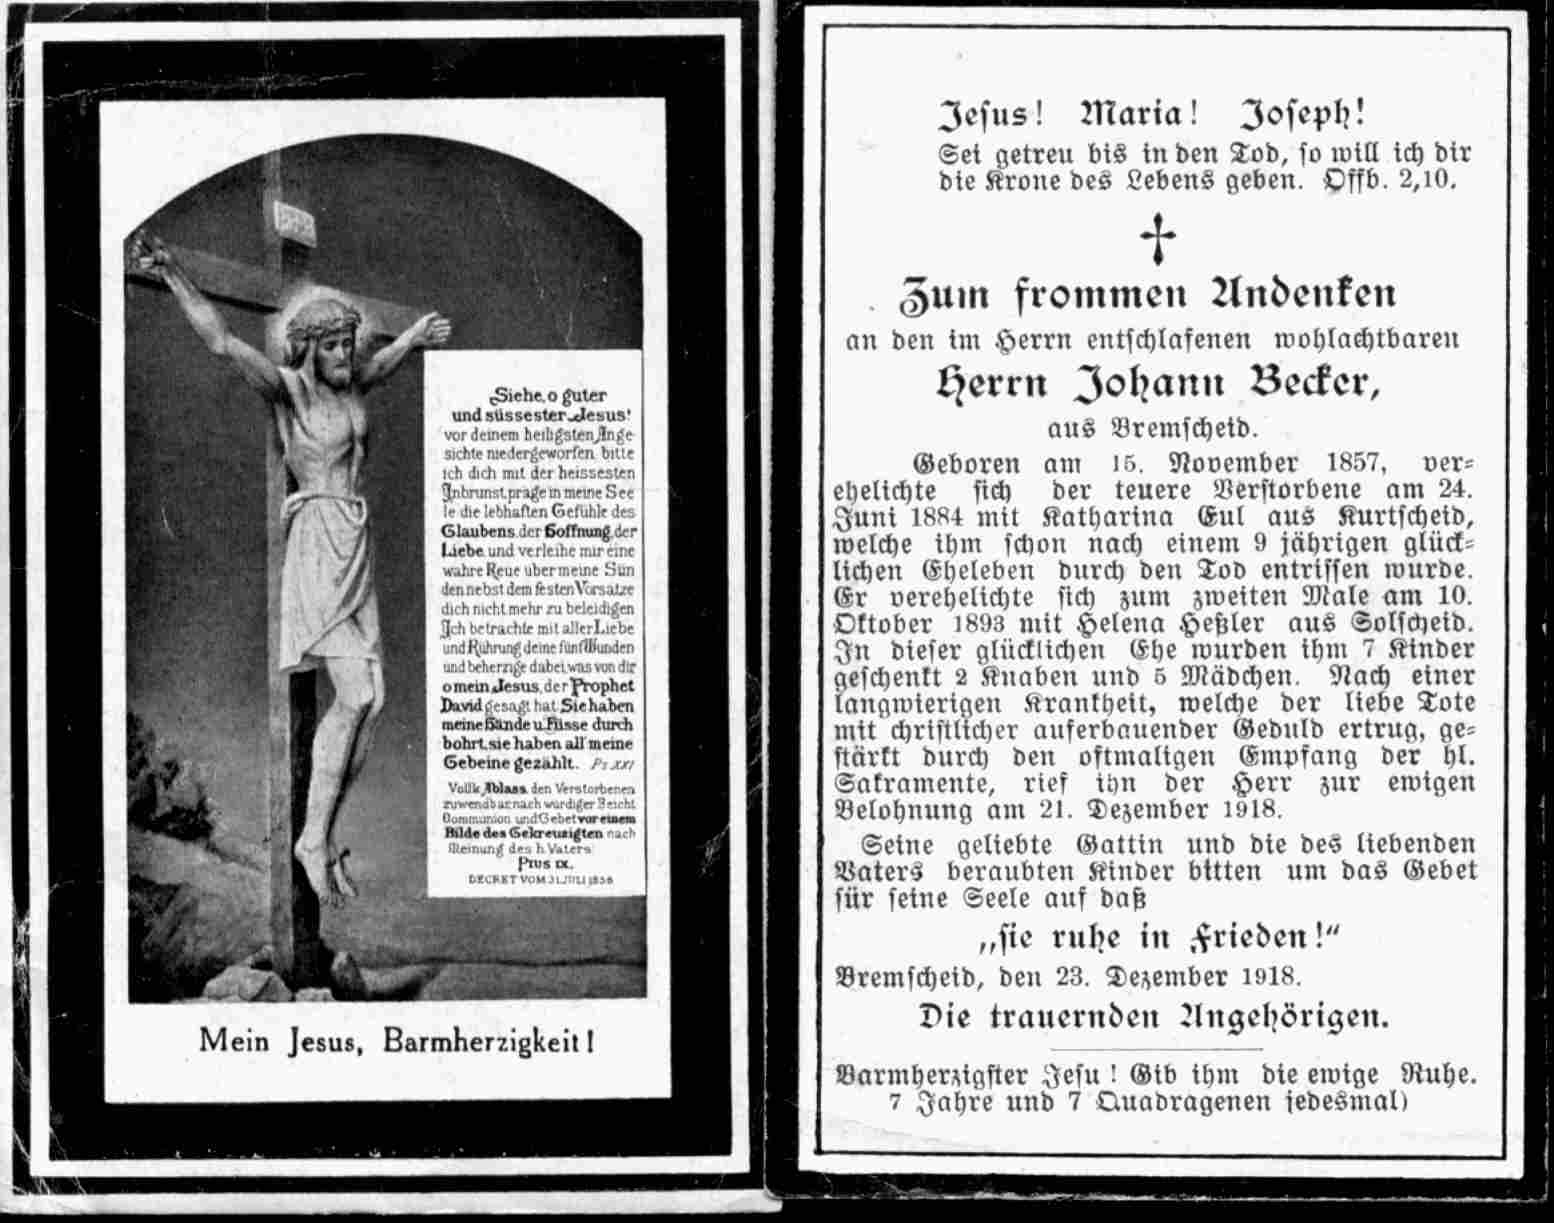 Siehe, o guter
und süssester Jesus!
vor deinem heiligsten Ange-
sichte niedergeworfen, bitte
ich dich mit der heissesten
Inbrunst, präge in meine See
le die lebhaften Gefühle des
Glaubens, der Hoffnung, der
Liebe, und verleihe mir eine
wahre Reue über meine Sün
den nebst dem festen Vorsatze
dich nicht mehr zu beleidigen
Ich betrachte mit aller Liebe
und Rührung deine fünf Wunden
und beherzige dabei, was von dir
o mein Jesus, der Prophet
David gesagt hat: Sie haben
meine Hände u. Füsse durch
bohrt, sie haben all' meine
Gebeine gezählt. Ps. XXI
Vollk. Ablass, den Verstorbenen
zuwendbar, nach würdiger Beicht
Kommunion und Gebet vor einem
Bilde des Gekreuzigten nach
Meinung des h. Vaters
Pius IX.
DECRET VOM 31. JULI 1858
Mein Jesus, Barmherzigkeit!
Jesus! Maria! Joseph!
Sei getreu bis in den Tod, so will ich dir
die Krone des Lebens geben. Offb. 2,10.
Zum frommen Andenken
an den im Herrn entschlafenen wohlachtbaren
Herrn Johann Becker,
aus Bremscheid.
Geboren am 15. November 1857, ver-
ehelichte sich der teuere Verstorbene am 24.
Juni 1884 mit Katharina Eul aus Kurtscheid,
welche ihm schon nach einem 9 jährigen glück-
lichen Eheleben durch den Tod entrissen wurde.
Er verehelichte sich zum zweiten Male am 10.
Oktober 1893 mit Helena Heßler aus Solscheid.
In dieser glücklichen Ehe wurden ihm 7 Kinder
geschenkt 2 Knaben und 5 Mädchen. Nach einer
langwierigen Krankheit, welche der liebe Tote
mit christlicher auferbauender Geduld ertrug, ge-
stärkt durch den oftmaligen Empfang der hl.
Sakramente, rief ihn der Herr zur ewigen
Belohnung am 21. Dezember 1918.
Seine geliebte Gattin und die des liebenden
Vaters beraubten Kinder bitten um das Gebet
für seine Seele auf daß
„sie ruhe in Frieden!“
Bremscheid, den 23. Dezember 1918.
Die trauernden Angehörigen.
Barmherzigster Jesu! Gib ihm die ewige Ruhe.
7 Jahre und 7 Quadragenen jedesmal)